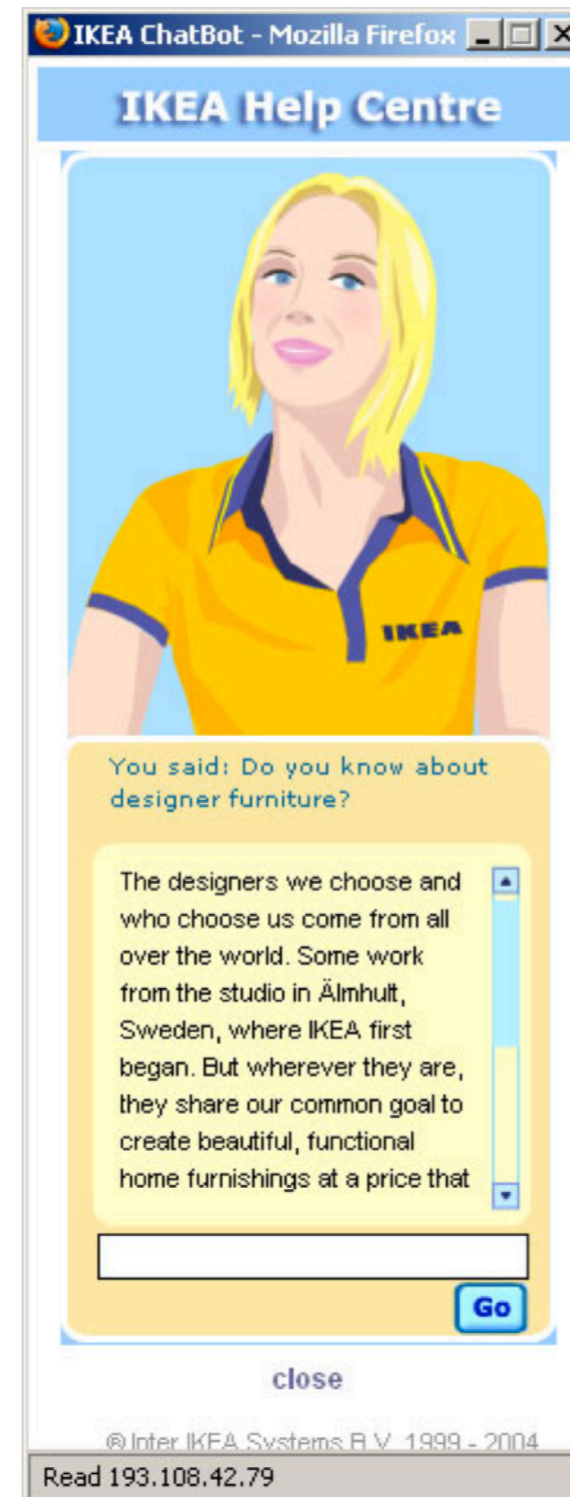 IKEA ChatBot - Mozilla Firefox
IKEA Help Centre
IKEA
You said: Do you know about
designer furniture?
The designers we choose and
who choose us come from all
over the world. Some work
from the studio in Älmhult,
Sweden, where IKEA first
began. But wherever they are,
they share our common goal to
create beautiful, functional
home furnishings at a price that
Go
close
® Inter IKEA Systems B.V. 1999 - 2004
Read 193.108.42.79